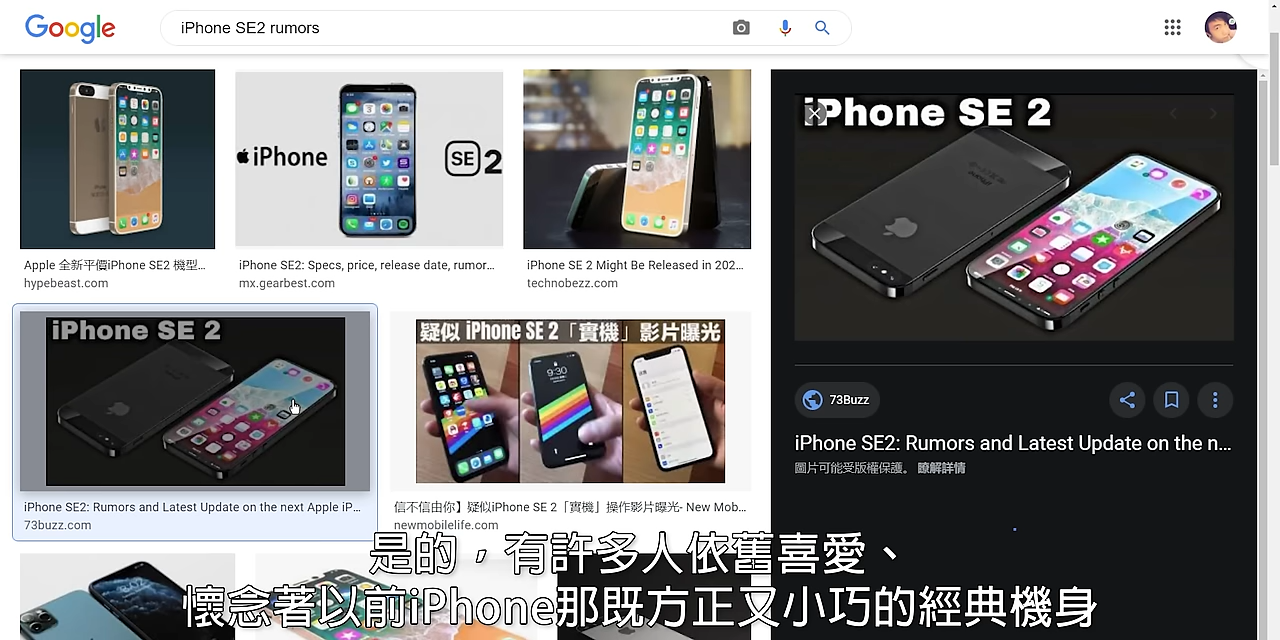 Google
iPhone SE2 rumors
iPhone
SE 2
Apple 全新平價iPhone SE2 機型...
hypebeast.com
iPhone SE2: Specs, price, release date, rumor...
mx.gearbest.com
iPhone SE 2 Might Be Released in 202...
technobezz.com
iPhone SE 2
疑似 iPhone SE 2「實機」影片曝光
9:30
iPhone SE2: Rumors and Latest Update on the next Apple iP...
73buzz.com
信不信由你】疑似iPhone SE 2「實機」操作影片曝光- New Mob...
newmobilelife.com
iPhone SE 2
73Buzz
iPhone SE2: Rumors and Latest Update on the n...
圖片可能受版權保護。 瞭解詳情
是的，有許多人依舊喜愛、
懷念著以前iPhone那既方正又小巧的經典機身